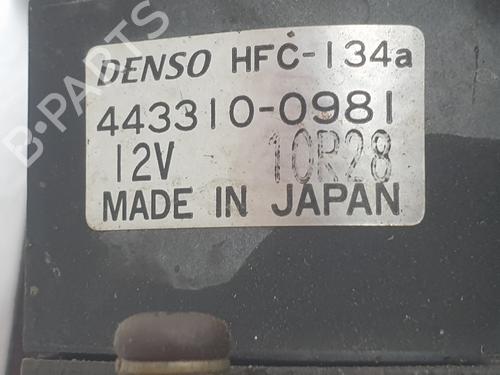 DENSO HFC-134a
443310-0981
12V 10R28
MADE IN JAPAN
B-PARTS